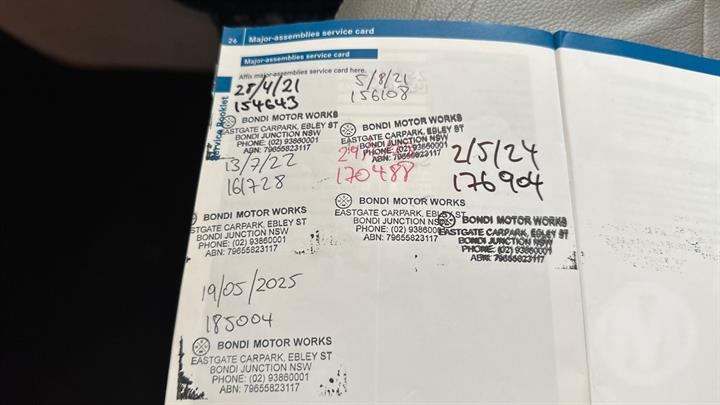 26 Major-assemblies service card
Major-assemblies service card
Affix major-assemblies service card here.
Service Booklet
28/4/21
154643
BONDI MOTOR WORKS
EASTGATE CARPARK, EBLEY ST
BONDI JUNCTION NSW
PHONE: (02) 93860001
ABN: 79655823117
5/8/21
156108
BONDI MOTOR WORKS
EASTGATE CARPARK, EBLEY ST
BONDI JUNCTION NSW
PHONE: (02) 93860001
ABN: 79655823117
13/7/22
161728
BONDI MOTOR WORKS
EASTGATE CARPARK, EBLEY ST
BONDI JUNCTION NSW
PHONE: (02) 93860001
ABN: 79655823117
170488
BONDI MOTOR WORKS
EASTGATE CARPARK, EBLEY ST
BONDI JUNCTION NSW
PHONE: (02) 93860001
ABN: 79655823117
2/5/24
176904
BONDI MOTOR WORKS
EASTGATE CARPARK, EBLEY ST
BONDI JUNCTION NSW
PHONE: (02) 93860001
ABN: 79655823117
19/05/2025
185004
BONDI MOTOR WORKS
EASTGATE CARPARK, EBLEY ST
BONDI JUNCTION NSW
PHONE: (02) 93860001
ABN: 79655823117